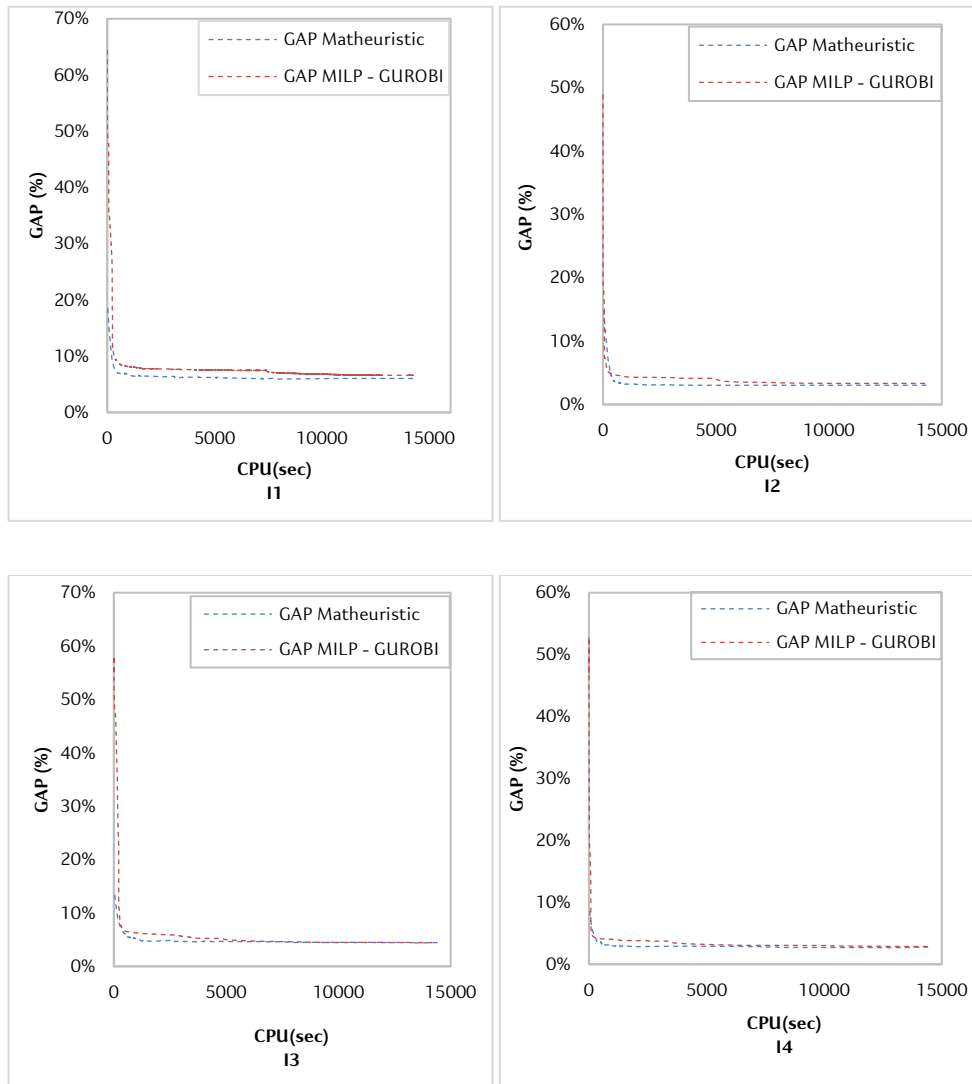 70%
60%
50%
40%
30%
20%
10%
0%
GAP (%)
GAP Matheuristic
GAP MILP - GUROBI
0 5000 10000 15000
CPU(sec)
I1
60%
50%
40%
30%
20%
10%
0%
GAP (%)
GAP Matheuristic
GAP MILP - GUROBI
0 5000 10000 15000
CPU(sec)
I2
70%
60%
50%
40%
30%
20%
10%
0%
GAP (%)
GAP Matheuristic
GAP MILP - GUROBI
0 5000 10000 15000
CPU(sec)
I3
60%
50%
40%
30%
20%
10%
0%
GAP (%)
GAP Matheuristic
GAP MILP - GUROBI
0 5000 10000 15000
CPU(sec)
I4